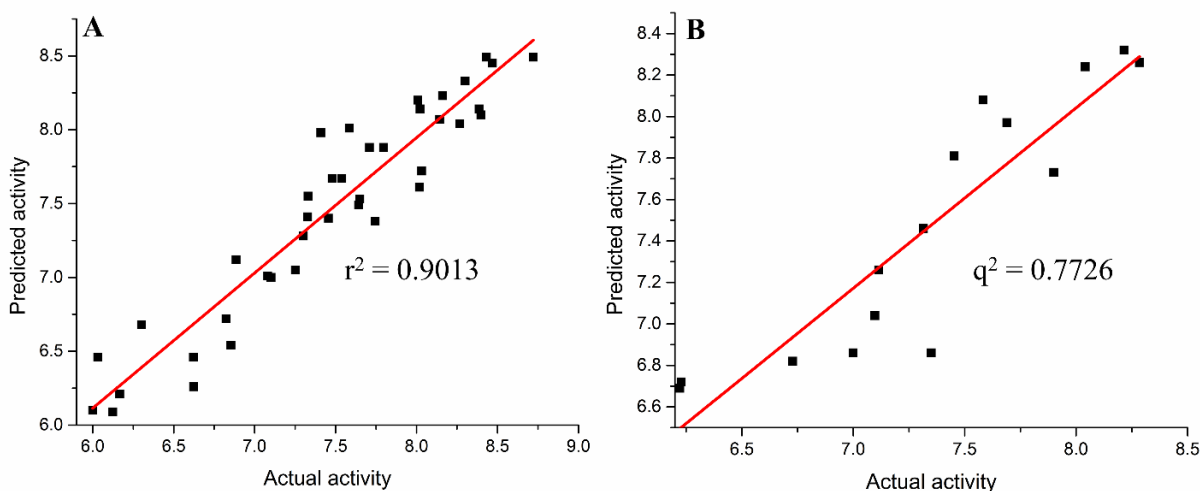 A
Predicted activity
8.5
8.0
7.5
7.0
6.5
6.0
r² = 0.9013
6.0 6.5 7.0 7.5 8.0 8.5 9.0
Actual activity
B
Predicted activity
8.4
8.2
8.0
7.8
7.6
7.4
7.2
7.0
6.8
6.6
q² = 0.7726
6.5 7.0 7.5 8.0 8.5
Actual activity